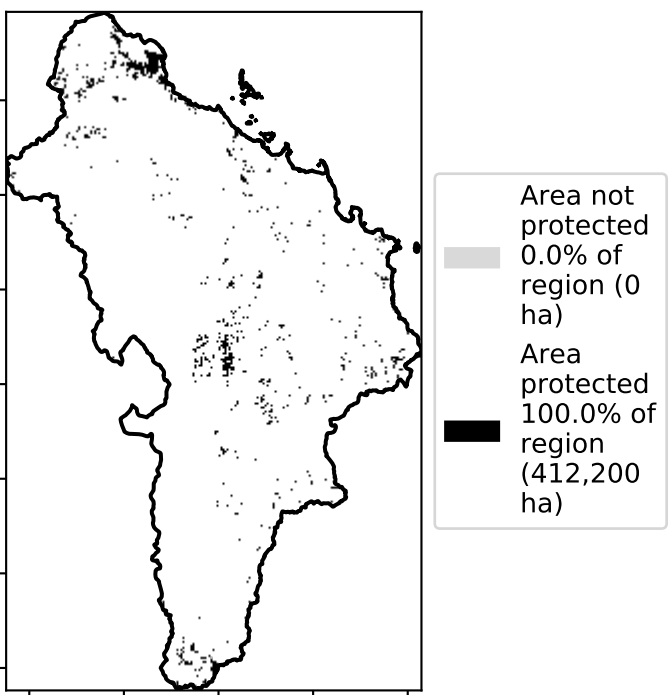 Area not
protected
0.0% of
region (0
ha)
Area
protected
100.0% of
region
(412,200
ha)